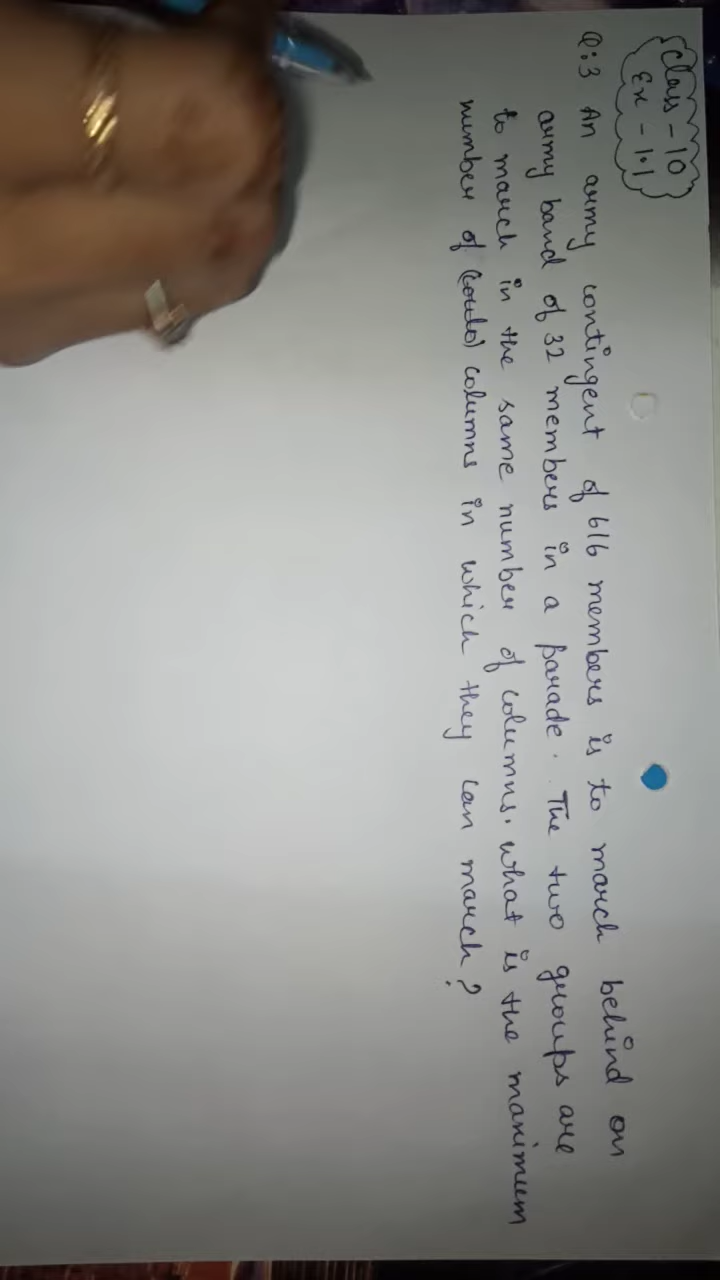 Class - 10
Ex - 1.1
Q:3 An army contingent of 616 members is to march behind on
army band of 32 members in a parade. The two groups are
to march in the same number of columns. what is the maximum
number of columns in which they can march?